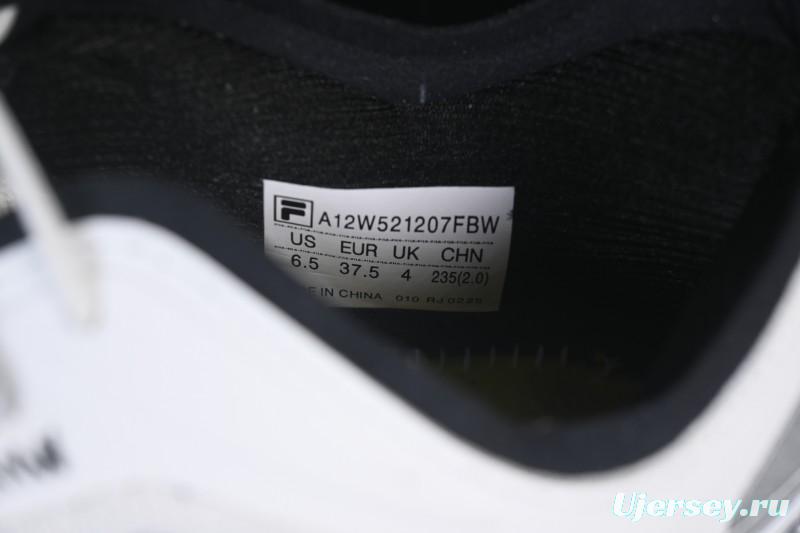 F A12W521207FBW
US EUR UK CHN
6.5 37.5 4 235(2.0)
IN CHINA 010 RJ 0225
Ujersey.ru